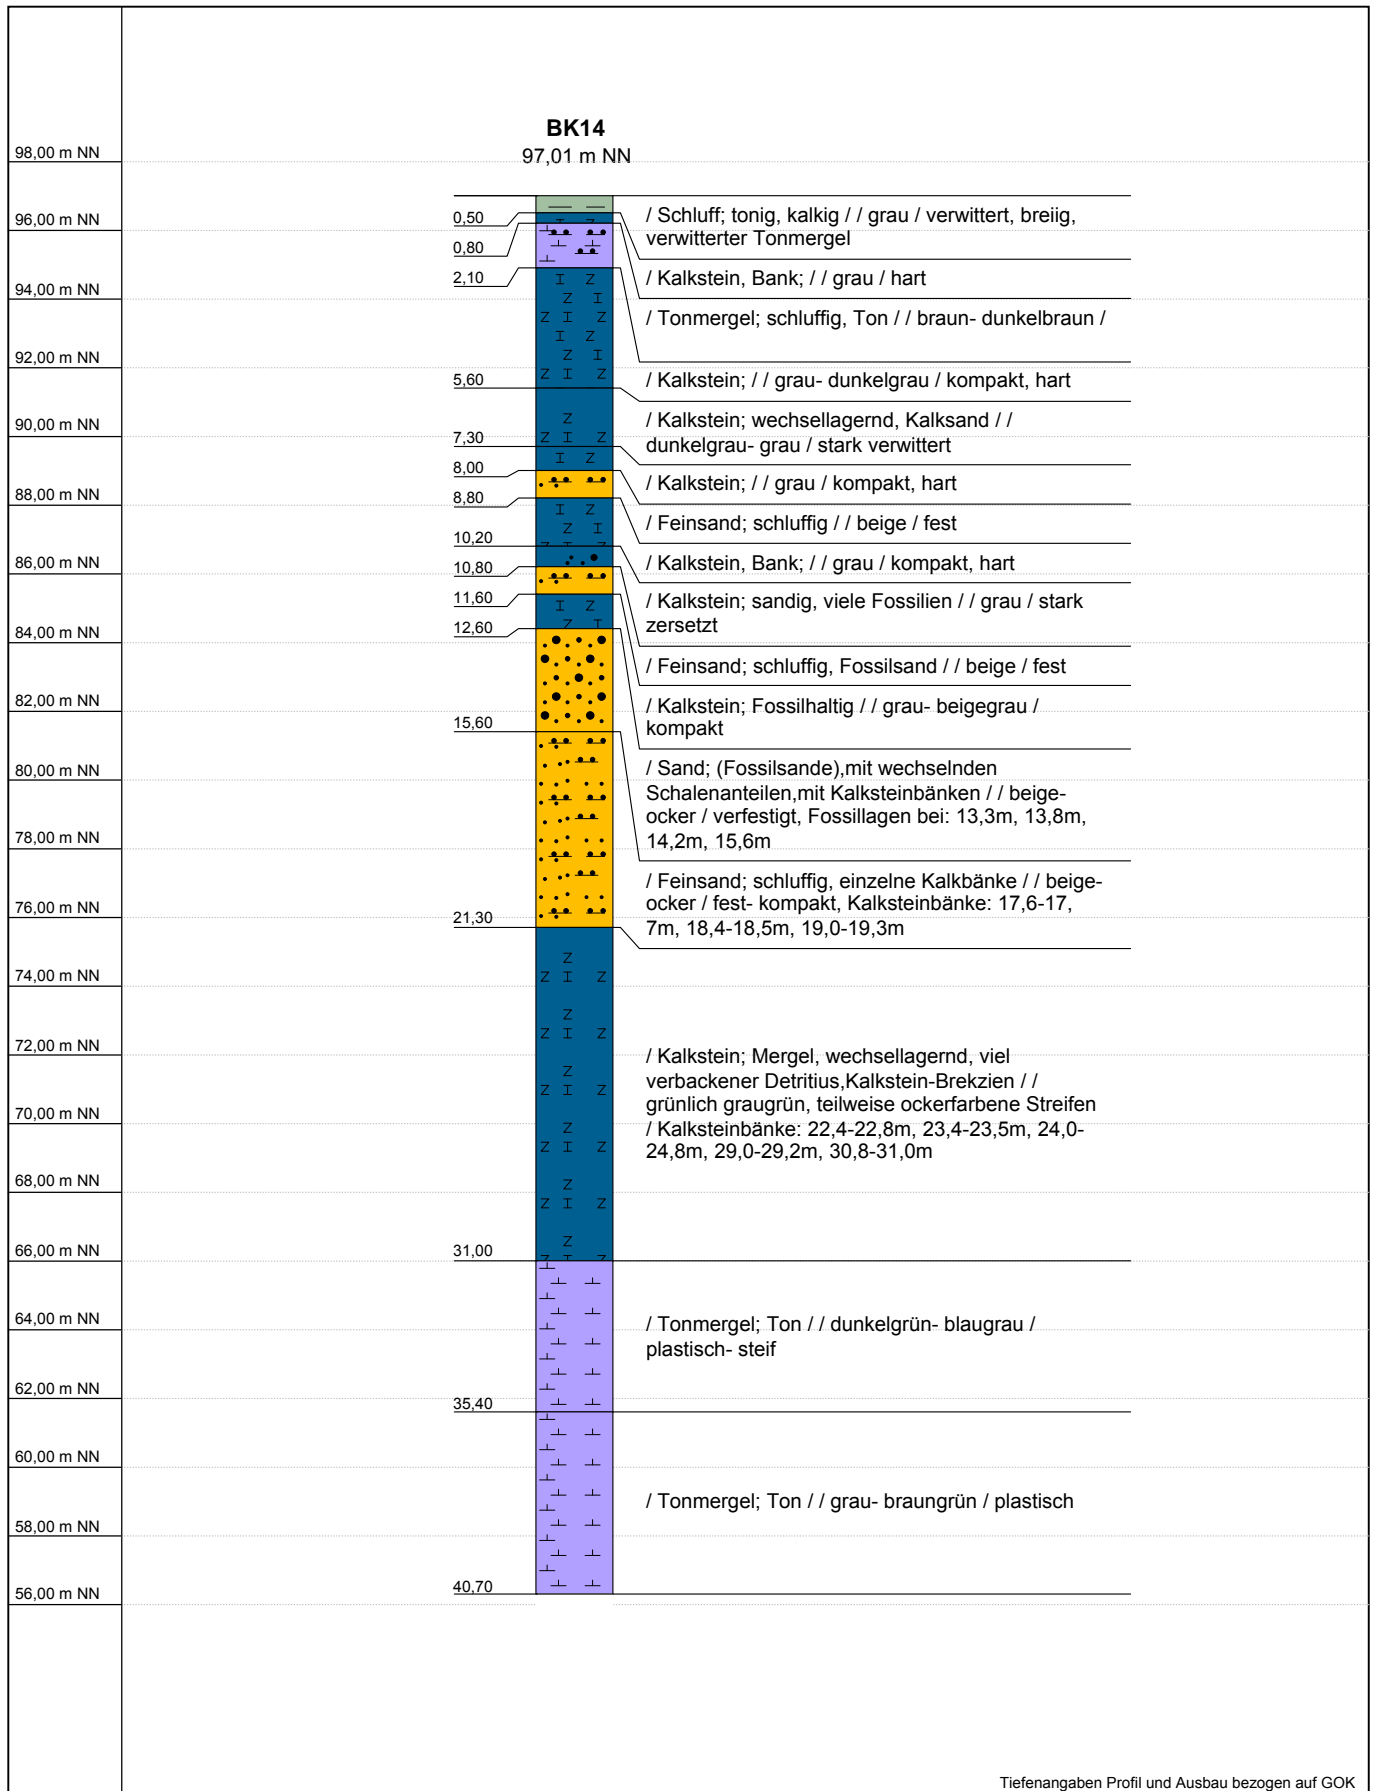 BK14
97,01 m NN
98,00 m NN
96,00 m NN
94,00 m NN
92,00 m NN
90,00 m NN
88,00 m NN
86,00 m NN
84,00 m NN
82,00 m NN
80,00 m NN
78,00 m NN
76,00 m NN
74,00 m NN
72,00 m NN
70,00 m NN
68,00 m NN
66,00 m NN
64,00 m NN
62,00 m NN
60,00 m NN
58,00 m NN
56,00 m NN
0,50
0,80
2,10
5,60
7,30
8,00
8,80
10,20
10,80
11,60
12,60
15,60
21,30
31,00
35,40
40,70
/ Schluff; tonig, kalkig / / grau / verwittert, breiig,
verwitterter Tonmergel
/ Kalkstein, Bank; / / grau / hart
/ Tonmergel; schluffig, Ton / / braun- dunkelbraun /
/ Kalkstein; / / grau- dunkelgrau / kompakt, hart
/ Kalkstein; wechsellagernd, Kalksand / /
dunkelgrau- grau / stark verwittert
/ Kalkstein; / / grau / kompakt, hart
/ Feinsand; schluffig / / beige / fest
/ Kalkstein, Bank; / / grau / kompakt, hart
/ Kalkstein; sandig, viele Fossilien / / grau / stark
zersetzt
/ Feinsand; schluffig, Fossilsand / / beige / fest
/ Kalkstein; Fossilhaltig / / grau- beigegrau /
kompakt
/ Sand; (Fossilsande),mit wechselnden
Schalenanteilen,mit Kalksteinbänken / / beige-
ocker / verfestigt, Fossillagen bei: 13,3m, 13,8m,
14,2m, 15,6m
/ Feinsand; schluffig, einzelne Kalkbänke / / beige-
ocker / fest- kompakt, Kalksteinbänke: 17,6-17,
7m, 18,4-18,5m, 19,0-19,3m
/ Kalkstein; Mergel, wechsellagernd, viel
verbackener Detritius,Kalkstein-Brekzien / /
grünlich graugrün, teilweise ockerfarbene Streifen
/ Kalksteinbänke: 22,4-22,8m, 23,4-23,5m, 24,0-
24,8m, 29,0-29,2m, 30,8-31,0m
/ Tonmergel; Ton / / dunkelgrün- blaugrau /
plastisch- steif
/ Tonmergel; Ton / / grau- braungrün / plastisch
Tiefenangaben Profil und Ausbau bezogen auf GOK